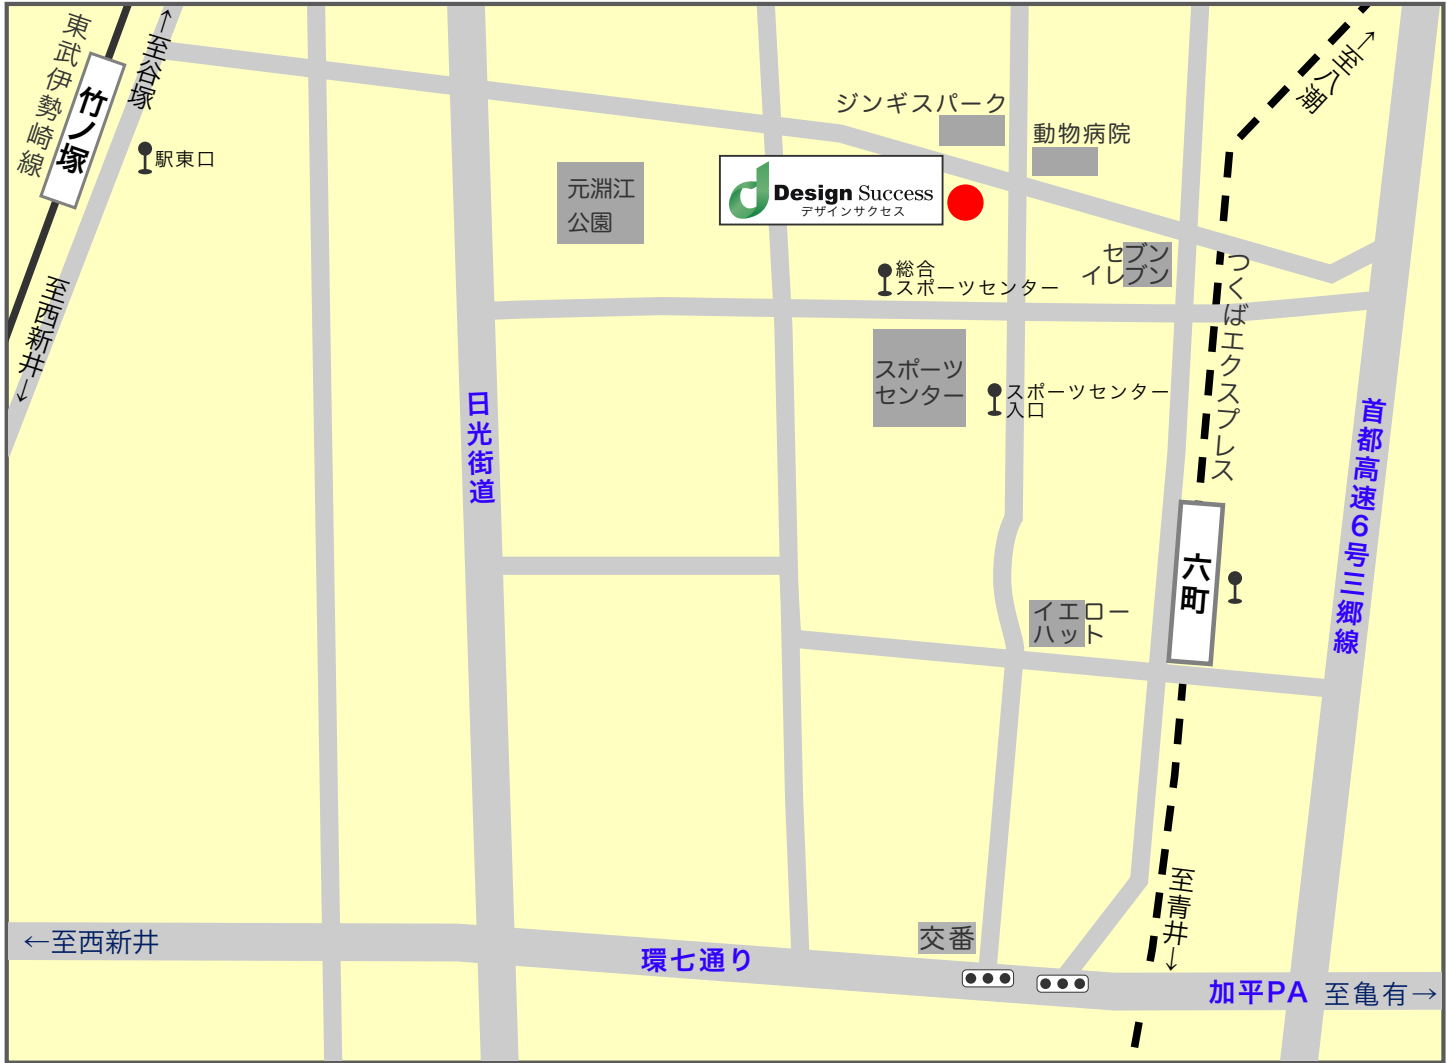 東武伊勢崎線
竹ノ塚
←至谷塚
駅東口
至西新井←
元淵江
公園
ジンギスパーク
動物病院
d
Design Success
デザインサクセス
総合
スポーツセンター
セブン
イレブン
←至八潮
つくばエクスプレス
スポーツ
センター
スポーツセンター
入口
日光街道
首都高速6号三郷線
六町
イエロー
ハット
交番
至青井←
←至西新井
環七通り
加平PA
至亀有→